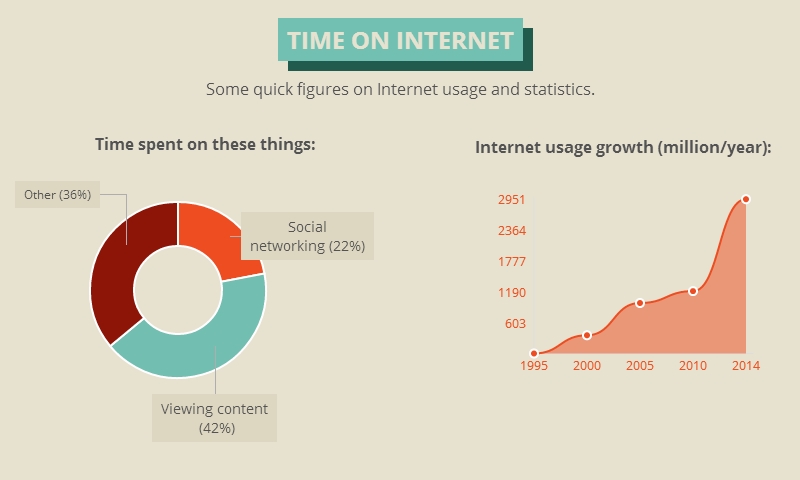 TIME ON INTERNET
Some quick figures on Internet usage and statistics.
Time spent on these things:
Other (36%)
Social
networking (22%)
Viewing content
(42%)
Internet usage growth (million/year):
2951
2364
1777
1190
603
1995 2000 2005 2010 2014